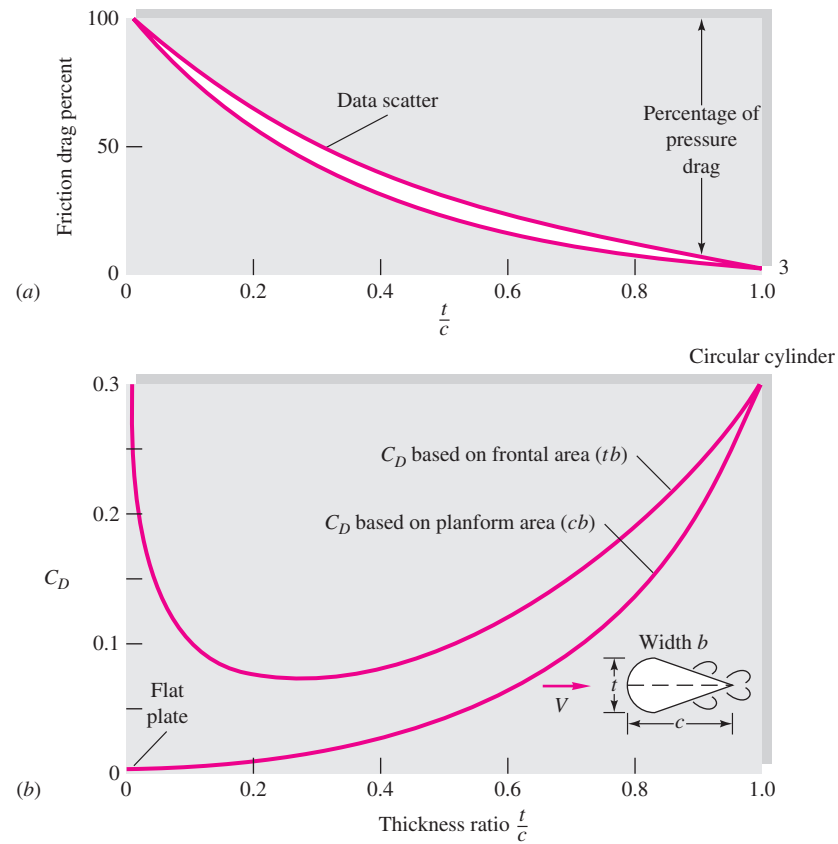 100
Friction drag percent
50
0
Data scatter
Percentage of
pressure
drag
3
(a)
0
0.2
0.4
0.6
0.8
1.0
t
c
Circular cylinder
0.3
0.2
C_D
0.1
0
C_D based on frontal area (tb)
C_D based on planform area (cb)
Flat
plate
Width b
V
t
c
(b)
0
0.2
0.4
0.6
0.8
1.0
Thickness ratio t/c